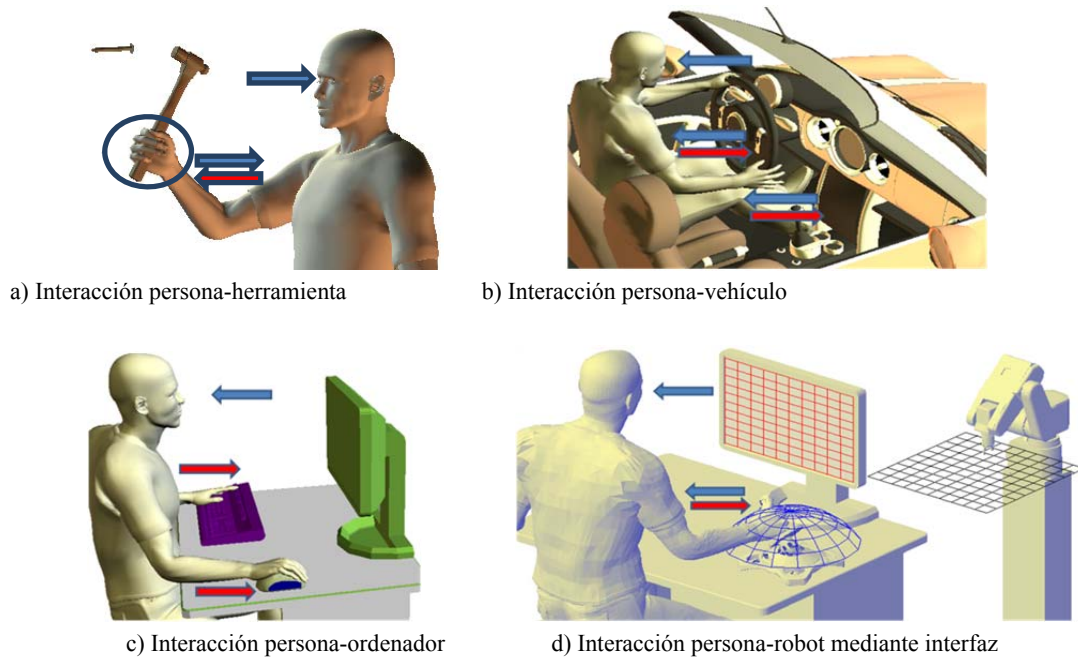 a) Interacción persona-herramienta
b) Interacción persona-vehículo
c) Interacción persona-ordenador
d) Interacción persona-robot mediante interfaz